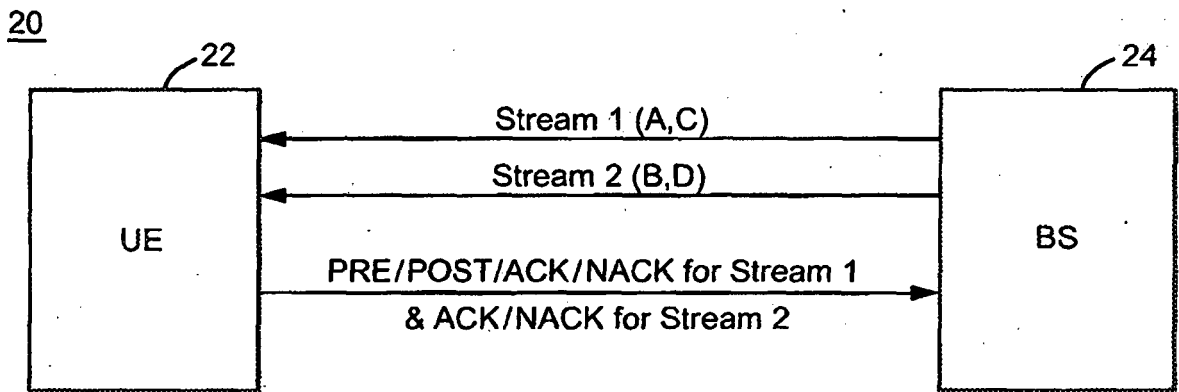 20
22
24
Stream 1 (A,C)
Stream 2 (B,D)
UE
BS
PRE/POST/ACK/NACK for Stream 1
& ACK/NACK for Stream 2